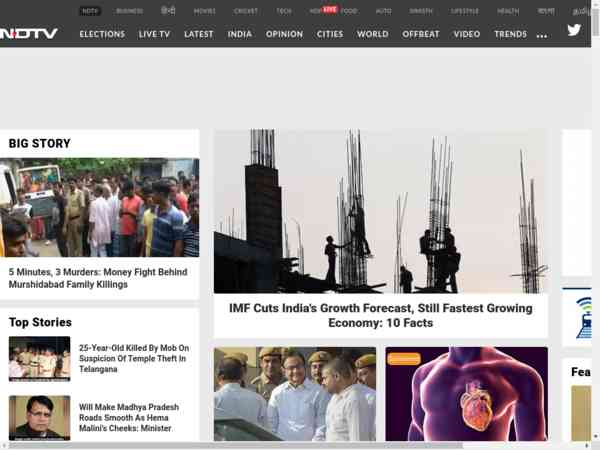 NDTV
BUSINESS
हिन्दी
MOVIES
CRICKET
TECH
HOP LIVE
FOOD
AUTO
SWASTH
LIFESTYLE
HEALTH
বাংলা
NDTV
ELECTIONS
LIVE TV
LATEST
INDIA
OPINION
CITIES
WORLD
OFFBEAT
VIDEO
TRENDS
BIG STORY
5 Minutes, 3 Murders: Money Fight Behind
Murshidabad Family Killings
Top Stories
25-Year-Old Killed By Mob On
Suspicion Of Temple Theft In
Telangana
Will Make Madhya Pradesh
Roads Smooth As Hema
Malini's Cheeks: Minister
IMF Cuts India's Growth Forecast, Still Fastest Growing
Economy: 10 Facts
Fea